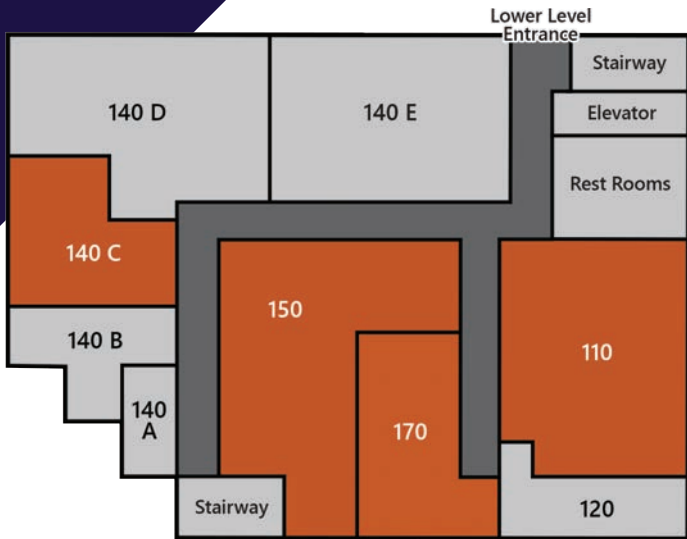 Lower Level
Entrance
Stairway
140 D
140 E
Elevator
Rest Rooms
140 C
150
140 B
110
140
A
170
Stairway
120